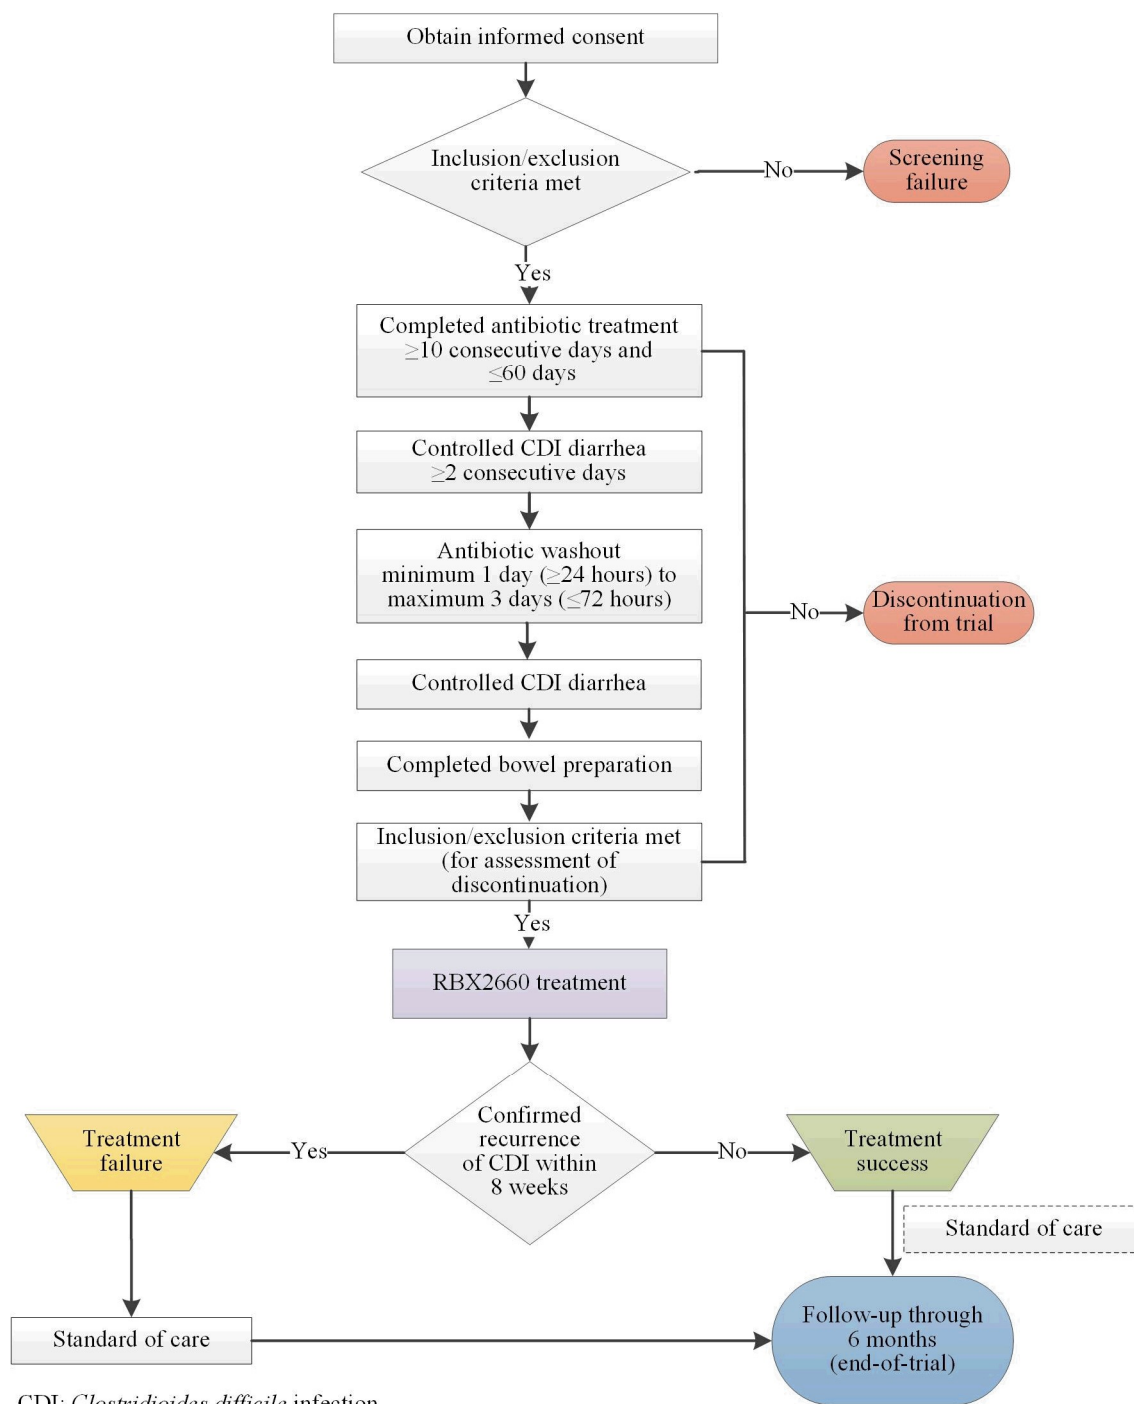 Obtain informed consent
Inclusion/exclusion
criteria met
No
Screening
failure
Yes
Completed antibiotic treatment
≥10 consecutive days and
≤60 days
Controlled CDI diarrhea
≥2 consecutive days
Antibiotic washout
minimum 1 day (≥24 hours) to
maximum 3 days (≤72 hours)
No
Discontinuation
from trial
Controlled CDI diarrhea
Completed bowel preparation
Inclusion/exclusion criteria met
(for assessment of
discontinuation)
Yes
RBX2660 treatment
Confirmed
recurrence
of CDI within
8 weeks
Yes
Treatment
failure
No
Treatment
success
Standard of care
Standard of care
Follow-up through
6 months
(end-of-trial)
CDI: Clostridioides difficile infection